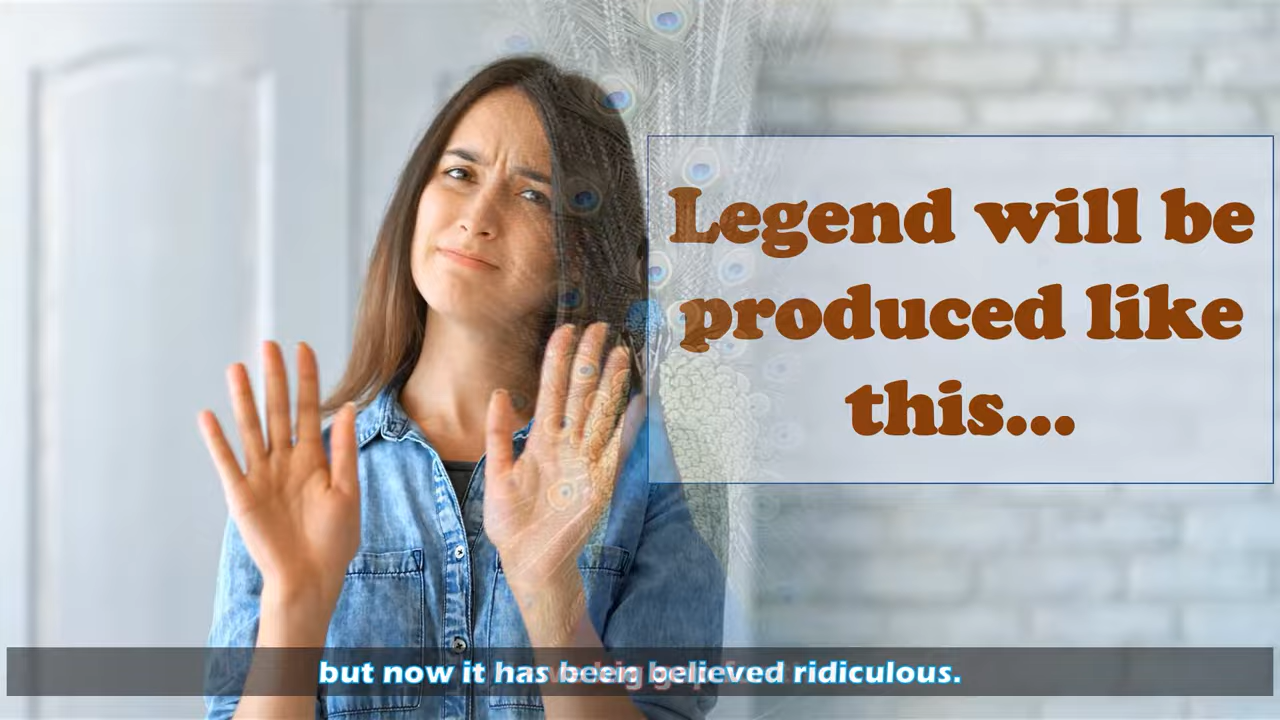 Legend will be
produced like
this...
but now it has been believed ridiculous.